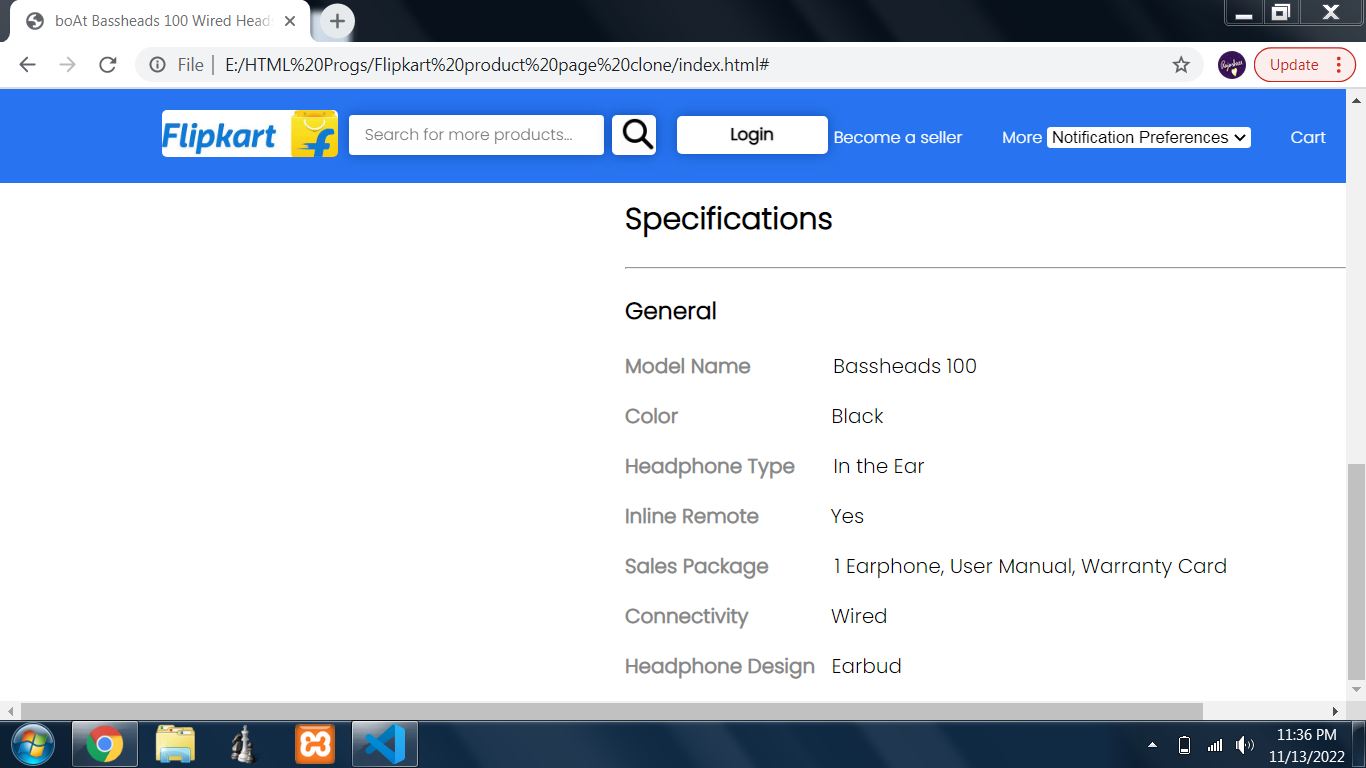 boAt Bassheads 100 Wired Head
File | E:/HTML%20Progs/Flipkart%20product%20page%20clone/index.html#
Update
Flipkart
Search for more products...
Login
Become a seller
More Notification Preferences
Cart
Specifications
General
Model Name Bassheads 100
Color Black
Headphone Type In the Ear
Inline Remote Yes
Sales Package 1 Earphone, User Manual, Warranty Card
Connectivity Wired
Headphone Design Earbud
11:36 PM
11/13/2022